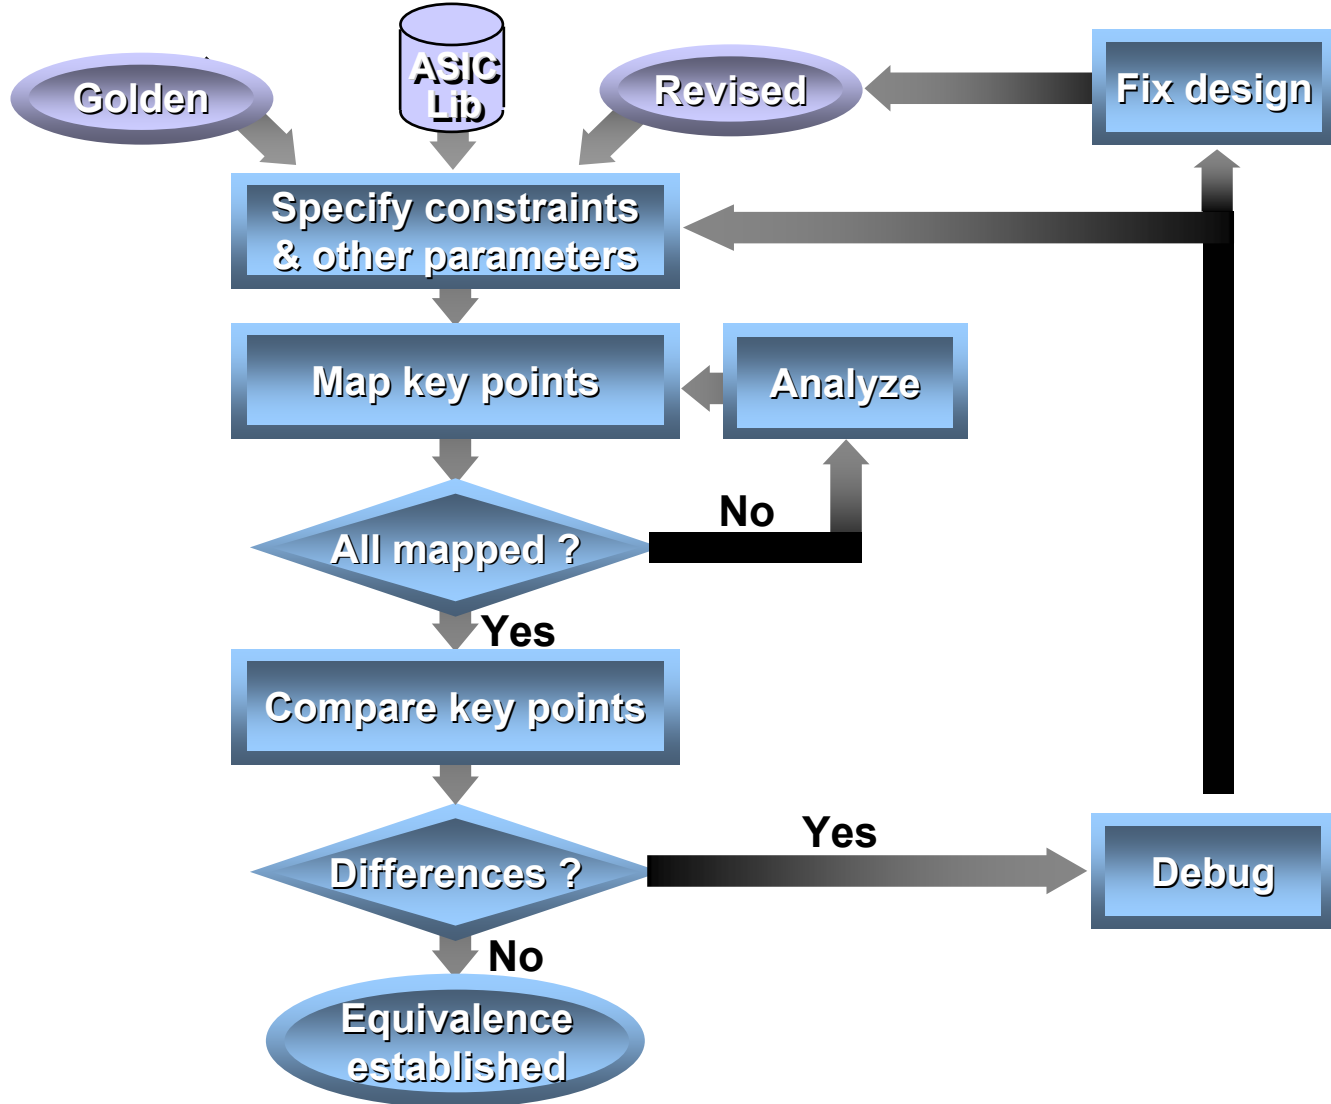 Golden
ASIC
Lib
Revised
Fix design
Specify constraints
& other parameters
Map key points
Analyze
No
All mapped ?
Yes
Compare key points
Yes
Differences ?
Debug
No
Equivalence
established